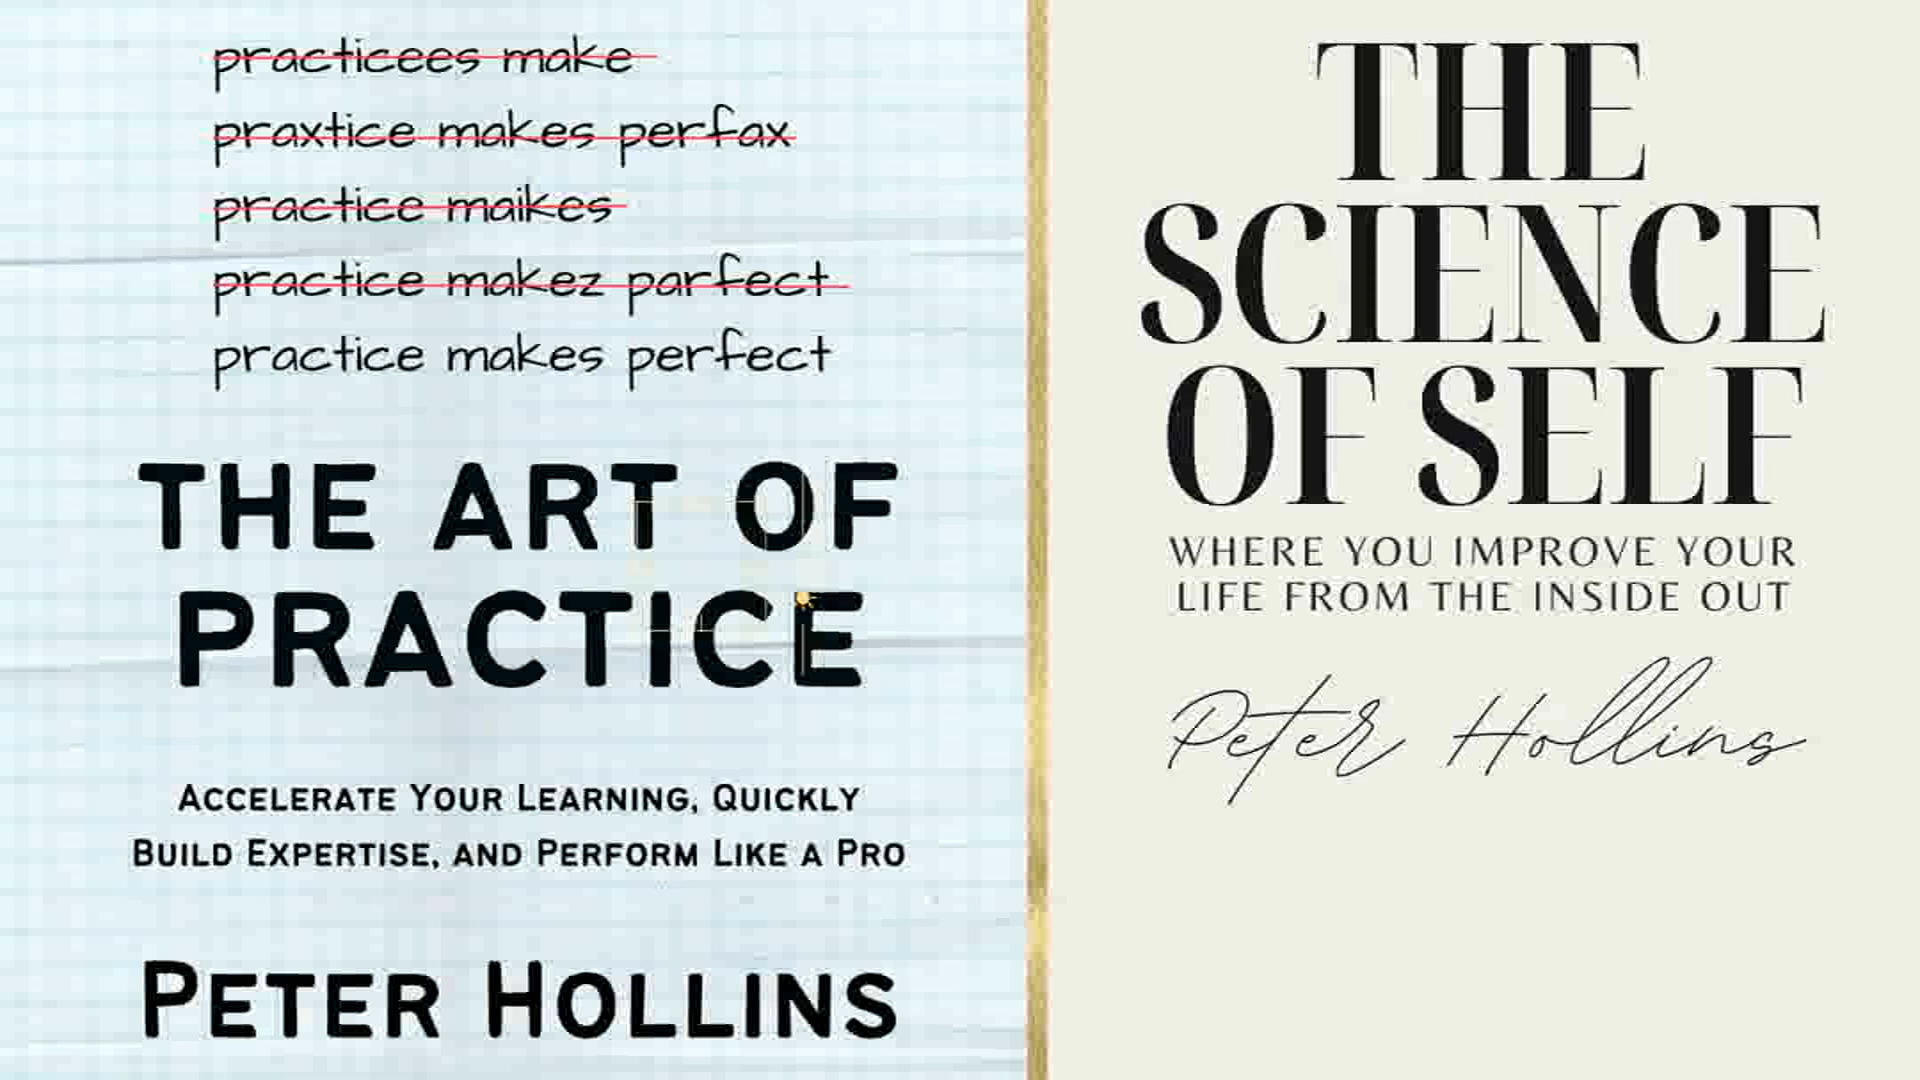 practicees make
praxtice makes perfax
practice maikes
practice makez parfect
practice makes perfect
THE ART OF
PRACTICE
ACCELERATE YOUR LEARNING, QUICKLY
BUILD EXPERTISE, AND PERFORM LIKE A PRO
PETER HOLLINS
THE
SCIENCE
OF SELF
WHERE YOU IMPROVE YOUR
LIFE FROM THE INSIDE OUT
Peter Hollins